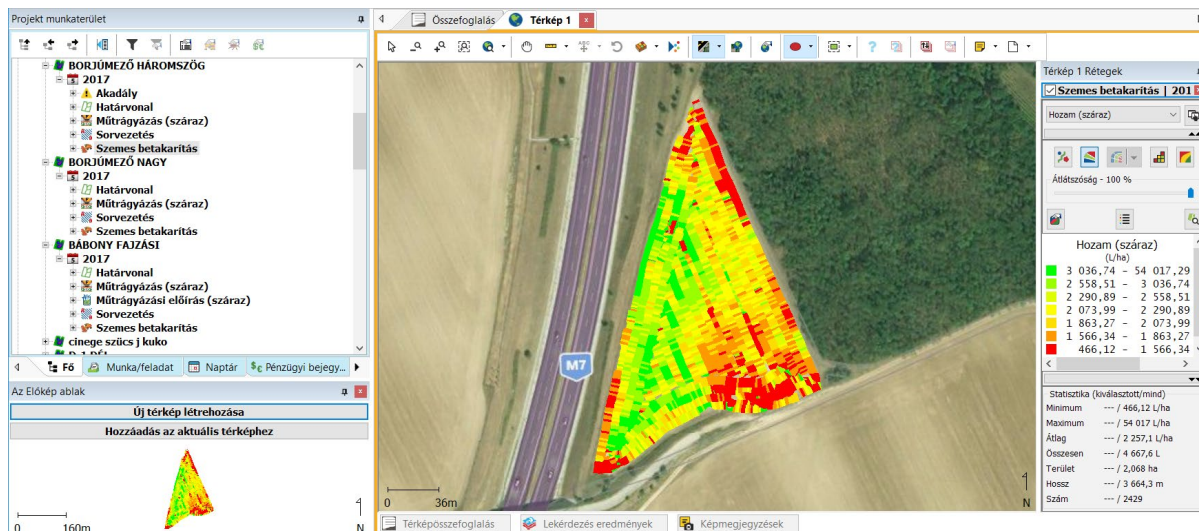 Projekt munkaterület
BORJÚMEZŐ HÁROMSZÖG
2017
Akadály
Határvonal
Műtrágyázás (száraz)
Sorvezetés
Szemes betakarítás
BORJÚMEZŐ NAGY
2017
Határvonal
Műtrágyázás (száraz)
Sorvezetés
Szemes betakarítás
BÁBONY FAJZÁSI
2017
Határvonal
Műtrágyázás (száraz)
Műtrágyázási előírás (száraz)
Sorvezetés
Szemes betakarítás
cinege szücs j kuko
Fő
Munka/feladat
Naptár
Pénzügyi bejegy...
Az Előkép ablak
Új térkép létrehozása
Hozzáadás az aktuális térképhez
0 160m
N
Összefoglalás
Térkép 1
ABC
M7
0 36m
N
Térképösszefoglalás
Lekérdezés eredmények
Képmegjegyzések
Térkép 1 Rétegek
Szemes betakarítás | 201
Hozam (száraz)
Átlátszóság - 100 %
Hozam (száraz)
(L/ha)
3 036,74 - 54 017,29
2 558,51 - 3 036,74
2 290,89 - 2 558,51
2 073,99 - 2 290,89
1 863,27 - 2 073,99
1 566,34 - 1 863,27
466,12 - 1 566,34
Statisztika (kiválasztott/mind)
Minimum --- / 466,12 L/ha
Maximum --- / 54 017 L/ha
Átlag --- / 2 257,1 L/ha
Összesen --- / 4 667,6 L
Terület --- / 2,068 ha
Hossz --- / 3 664,3 m
Szám --- / 2429